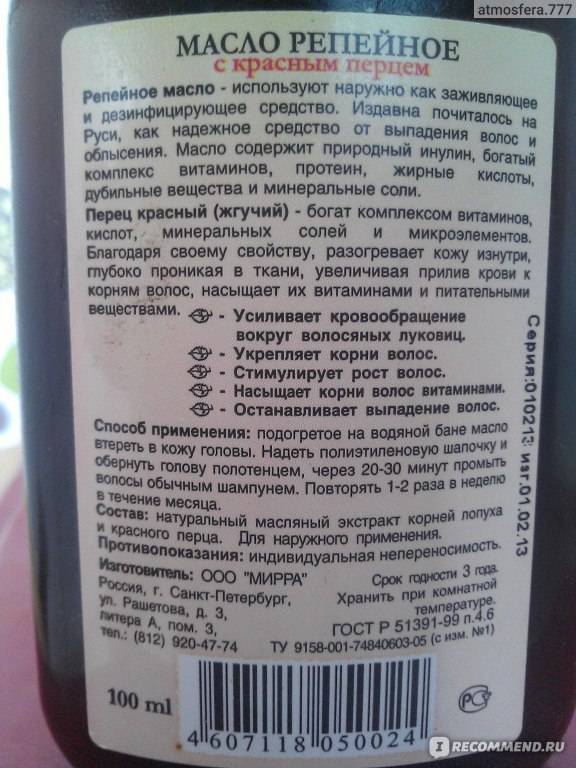 atmosfera.777
МАСЛО РЕПЕЙНОЕ
с красным перцем
Репейное масло - используют наружно как заживляющее
и дезинфицирующее средство. Издавна почиталось на
Руси, как надежное средство от выпадения волос и
облысения. Масло содержит природный инулин, богатый
комплекс витаминов, протеин, жирные кислоты,
дубильные вещества и минеральные соли.
Перец красный (жгучий) - богат комплексом витаминов,
кислот, минеральных солей и микроэлементов.
Благодаря своему свойству, разогревает кожу изнутри,
глубоко проникая в ткани, увеличивая прилив крови к
корням волос, насыщает их витаминами и питательными
веществами.
- Усиливает кровообращение
вокруг волосяных луковиц.
- Укрепляет корни волос.
- Стимулирует рост волос.
- Насыщает корни волос витаминами.
- Останавливает выпадение волос.
Способ применения: подогретое на водяной бане масло
втереть в кожу головы. Надеть полиэтиленовую шапочку и
обернуть голову полотенцем, через 20-30 минут промыть
волосы обычным шампунем. Повторять 1-2 раза в неделю
в течение месяца.
Состав: натуральный масляный экстракт корней лопуха
и красного перца. Для наружного применения.
Противопоказания: индивидуальная непереносимость.
Изготовитель: ООО "МИРРА"
Россия, г. Санкт-Петербург,
ул. Рашетова, д. 3,
литера А, пом. 3,
тел.: (812) 920-47-74
Срок годности 3 года.
Хранить при комнатной
температуре.
ГОСТ Р 51391-99 п.4.6
ТУ 9158-001-74840603-05 (с изм. №1)
Серия:010213 изг.01.02.13
100 ml
4 607118 050024
РС
IRECOMMEND.RU